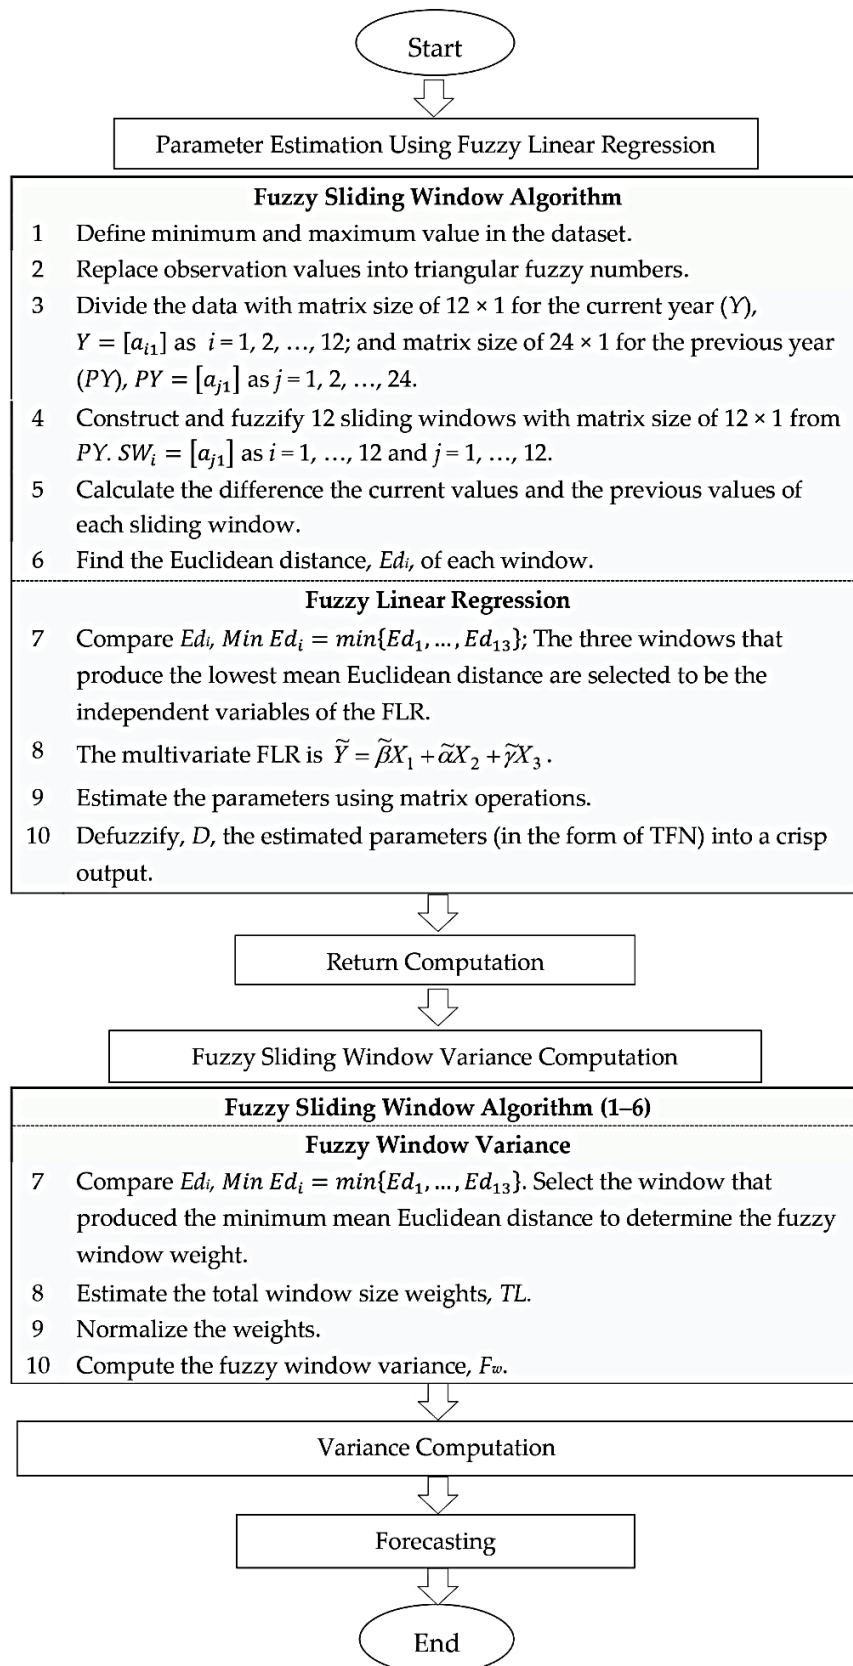 Start
Parameter Estimation Using Fuzzy Linear Regression
Fuzzy Sliding Window Algorithm
1 Define minimum and maximum value in the dataset.
2 Replace observation values into triangular fuzzy numbers.
3 Divide the data with matrix size of 12 × 1 for the current year (Y),
Y = [a_{i1}] as i = 1, 2, …, 12; and matrix size of 24 × 1 for the previous year
(PY), PY = [a_{j1}] as j = 1, 2, …, 24.
4 Construct and fuzzify 12 sliding windows with matrix size of 12 × 1 from
PY. SW_i = [a_{j1}] as i = 1, …, 12 and j = 1, …, 12.
5 Calculate the difference the current values and the previous values of
each sliding window.
6 Find the Euclidean distance, Ed_i, of each window.
Fuzzy Linear Regression
7 Compare Ed_i, Min Ed_i = min{Ed_1, …, Ed_13}; The three windows that
produce the lowest mean Euclidean distance are selected to be the
independent variables of the FLR.
8 The multivariate FLR is Ỹ = β̃X_1 + α̃X_2 + γ̃X_3.
9 Estimate the parameters using matrix operations.
10 Defuzzify, D, the estimated parameters (in the form of TFN) into a crisp
output.
Return Computation
Fuzzy Sliding Window Variance Computation
Fuzzy Sliding Window Algorithm (1–6)
Fuzzy Window Variance
7 Compare Ed_i, Min Ed_i = min{Ed_1, …, Ed_13}. Select the window that
produced the minimum mean Euclidean distance to determine the fuzzy
window weight.
8 Estimate the total window size weights, TL.
9 Normalize the weights.
10 Compute the fuzzy window variance, F_w.
Variance Computation
Forecasting
End